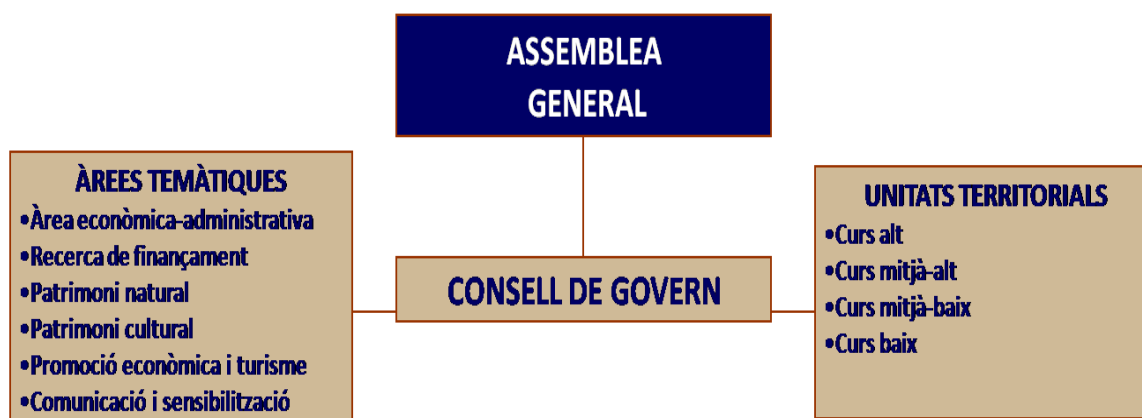 ASSEMBLEA
GENERAL
ÀREES TEMÀTIQUES
•Àrea econòmica-administrativa
•Recerca de finançament
•Patrimoni natural
•Patrimoni cultural
•Promoció econòmica i turisme
•Comunicació i sensibilització
CONSELL DE GOVERN
UNITATS TERRITORIALS
•Curs alt
•Curs mitjà-alt
•Curs mitjà-baix
•Curs baix